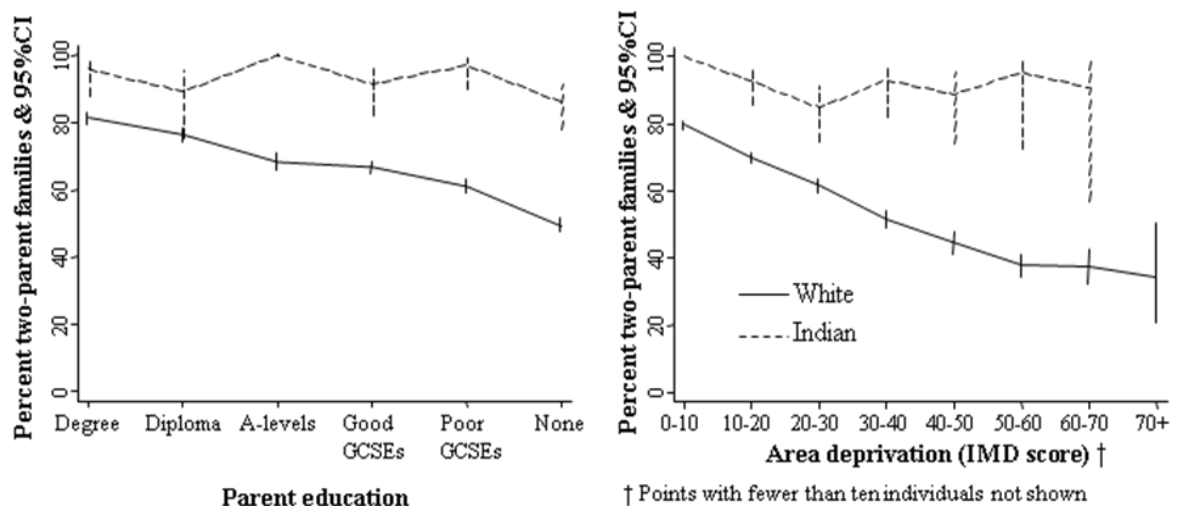 Percent two-parent families & 95%CI
100
80
60
40
20
0
Degree Diploma A-levels Good GCSEs Poor GCSEs None
Parent education
Percent two-parent families & 95%CI
100
80
60
40
20
0
White
Indian
0-10 10-20 20-30 30-40 40-50 50-60 60-70 70+
Area deprivation (IMD score) †
† Points with fewer than ten individuals not shown